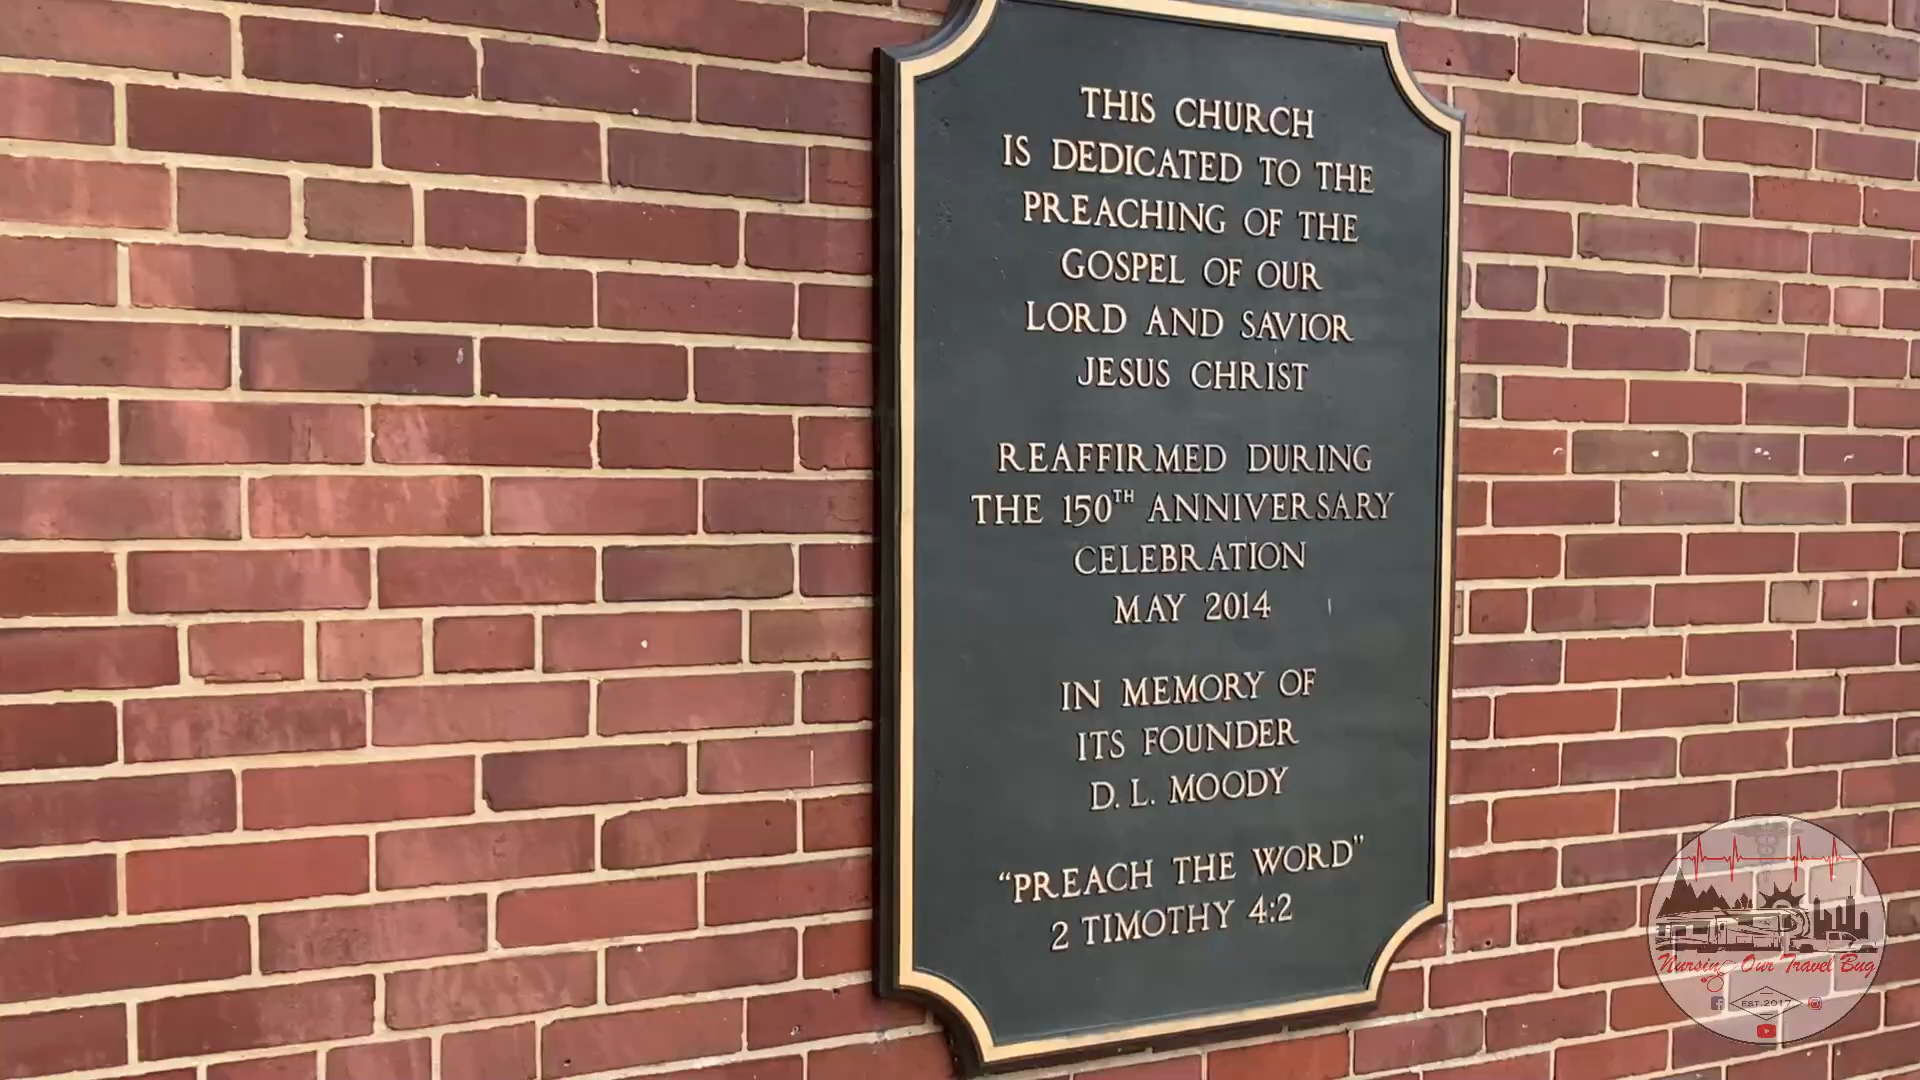 THIS CHURCH
IS DEDICATED TO THE
PREACHING OF THE
GOSPEL OF OUR
LORD AND SAVIOR
JESUS CHRIST
REAFFIRMED DURING
THE 150TH ANNIVERSARY
CELEBRATION
MAY 2014
IN MEMORY OF
ITS FOUNDER
D. L. MOODY
“PREACH THE WORD”
2 TIMOTHY 4:2
Nursing Our Travel Bug
EST. 2017